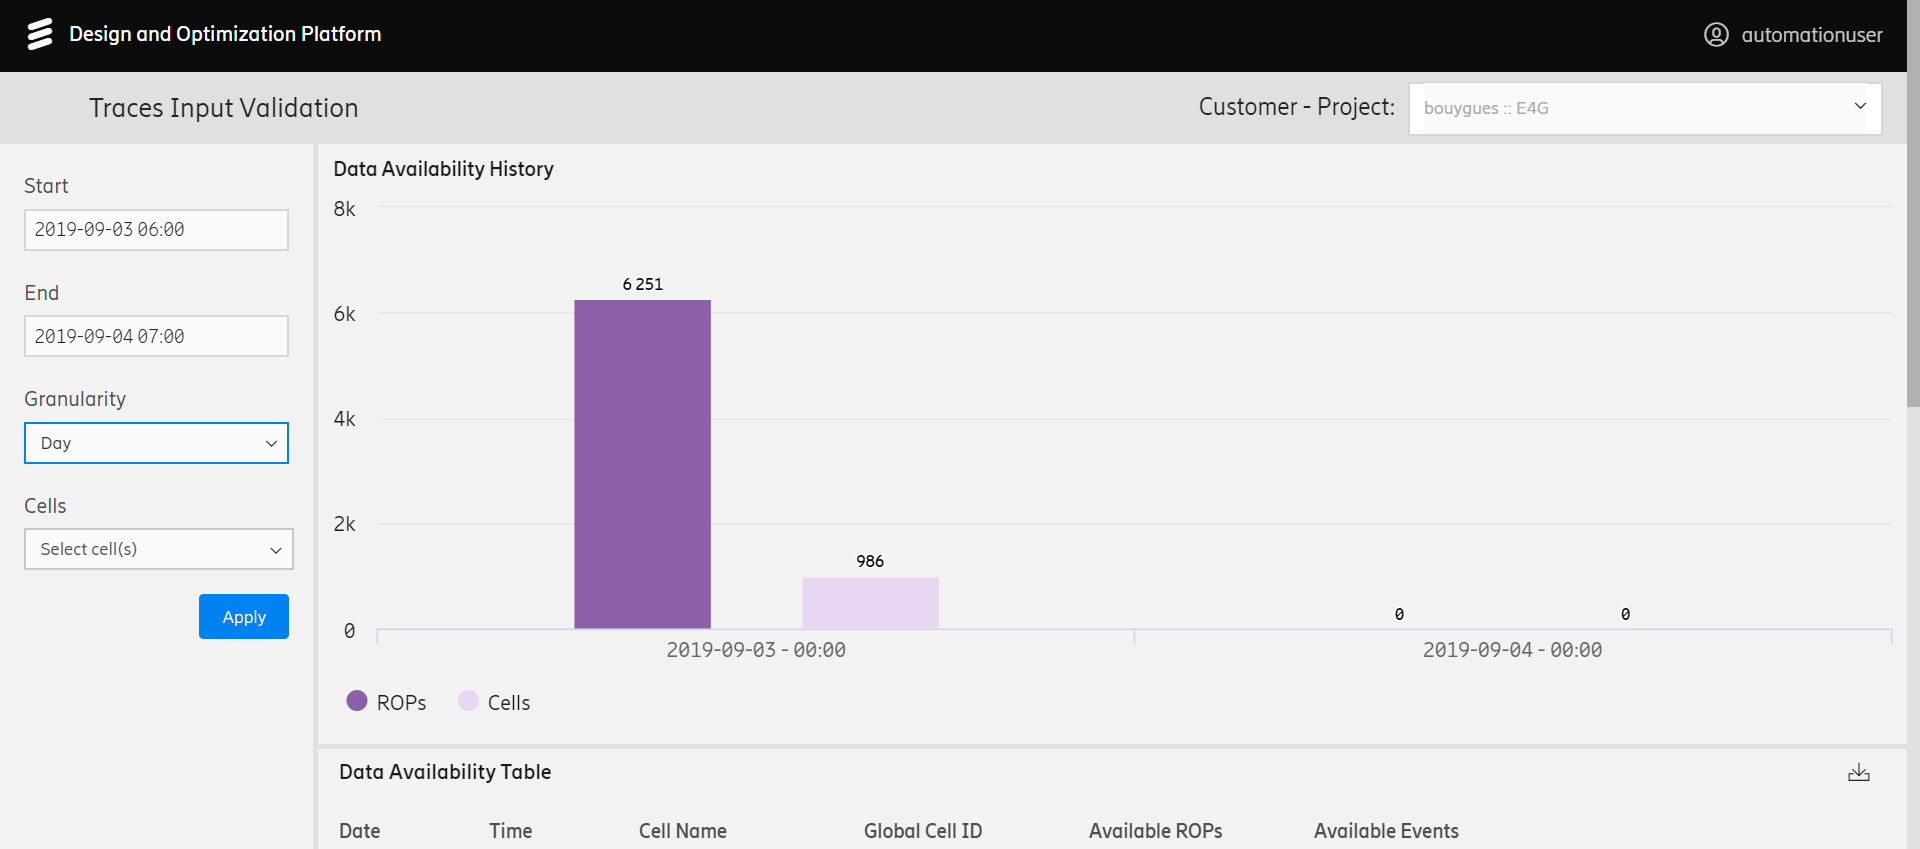 Design and Optimization Platform
automationuser
Traces Input Validation
Customer - Project:
bouygues :: E4G
Start
2019-09-03 06:00
End
2019-09-04 07:00
Granularity
Day
Cells
Select cell(s)
Apply
Data Availability History
8k
6k
4k
2k
0
6 251
986
0
0
2019-09-03 - 00:00
2019-09-04 - 00:00
ROPs
Cells
Data Availability Table
Date
Time
Cell Name
Global Cell ID
Available ROPs
Available Events